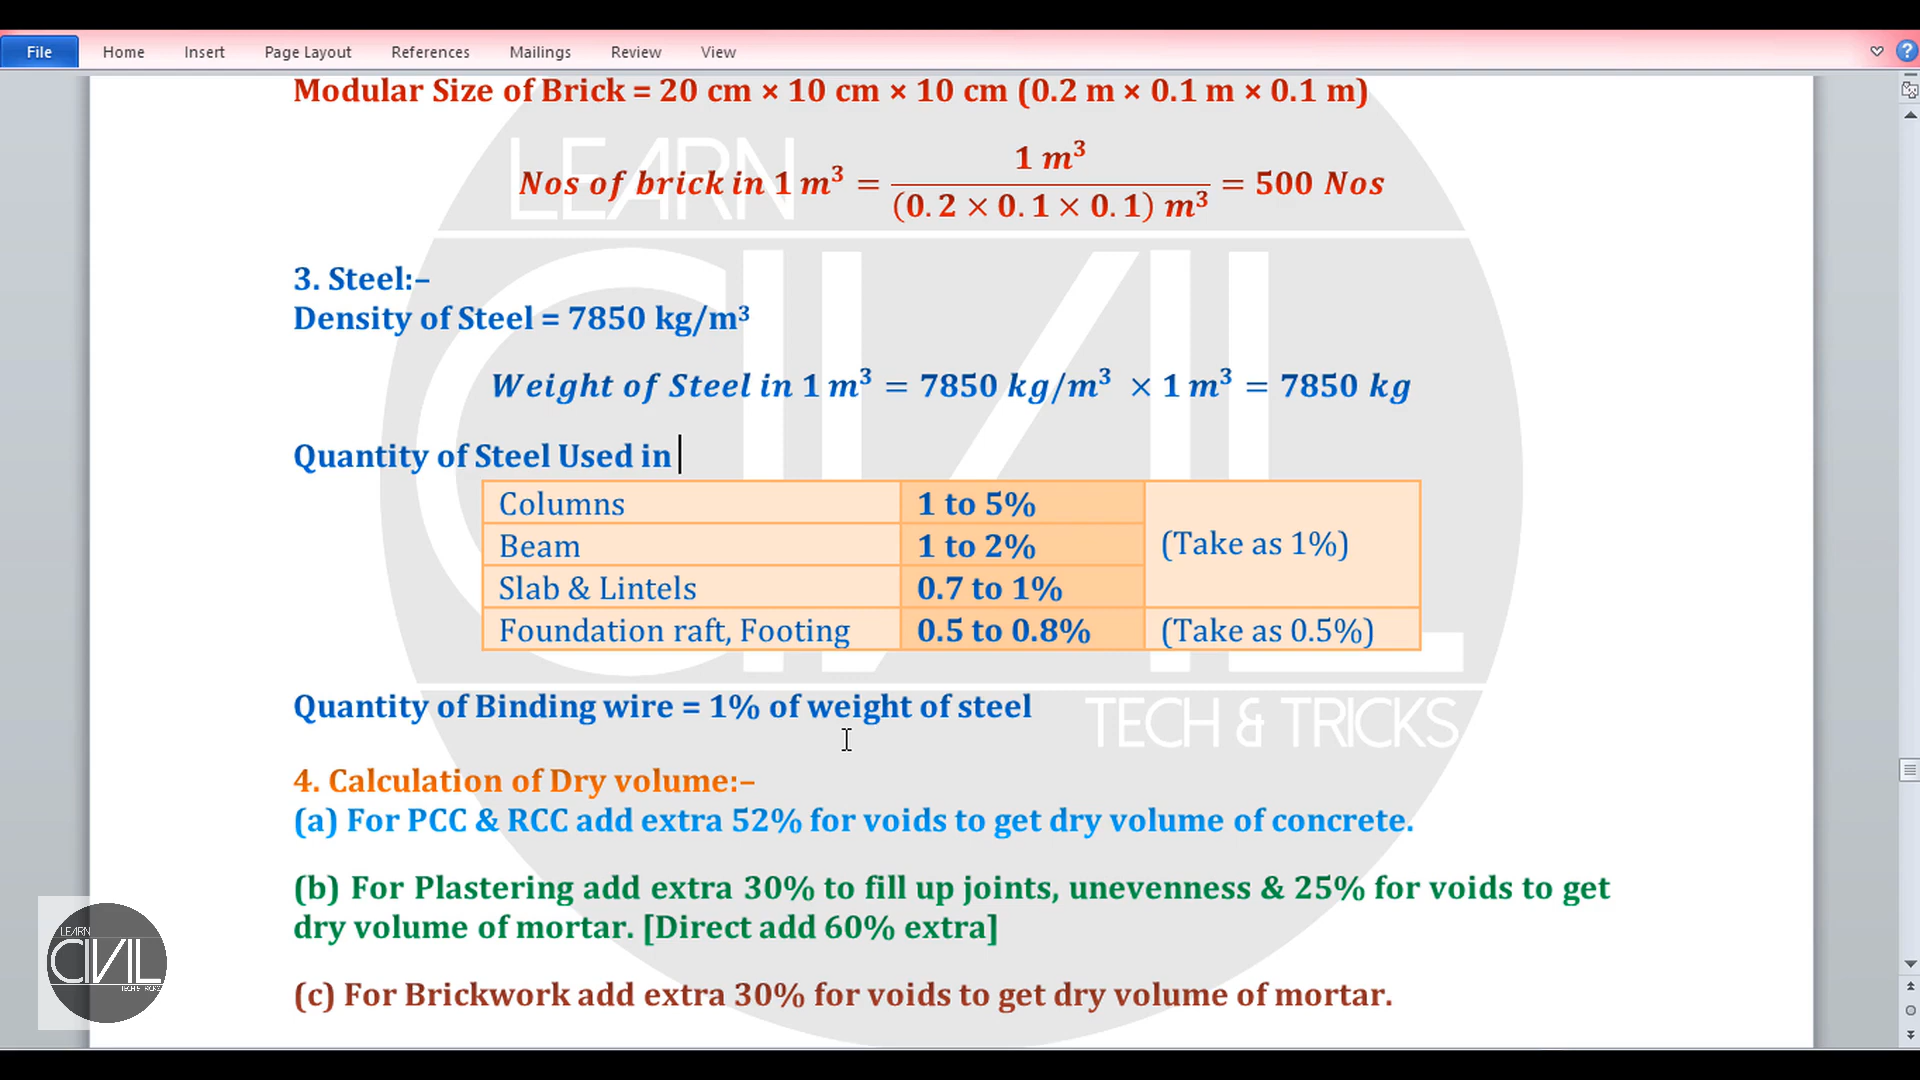 File Home Insert Page Layout References Mailings Review View
Modular Size of Brick = 20 cm × 10 cm × 10 cm (0.2 m × 0.1 m × 0.1 m)
Nos of brick in 1 m³ = 1 m³ / (0.2 × 0.1 × 0.1) m³ = 500 Nos
3. Steel:–
Density of Steel = 7850 kg/m³
Weight of Steel in 1 m³ = 7850 kg/m³ × 1 m³ = 7850 kg
Quantity of Steel Used in
Columns 1 to 5%
(Take as 1%)
Beam 1 to 2%
Slab & Lintels 0.7 to 1%
Foundation raft, Footing 0.5 to 0.8% (Take as 0.5%)
Quantity of Binding wire = 1% of weight of steel
4. Calculation of Dry volume:–
(a) For PCC & RCC add extra 52% for voids to get dry volume of concrete.
(b) For Plastering add extra 30% to fill up joints, unevenness & 25% for voids to get
dry volume of mortar. [Direct add 60% extra]
(c) For Brickwork add extra 30% for voids to get dry volume of mortar.
LEARN
CIVIL
TECH & TRICKS
LEARN
CIVIL
TECH & TRICKS